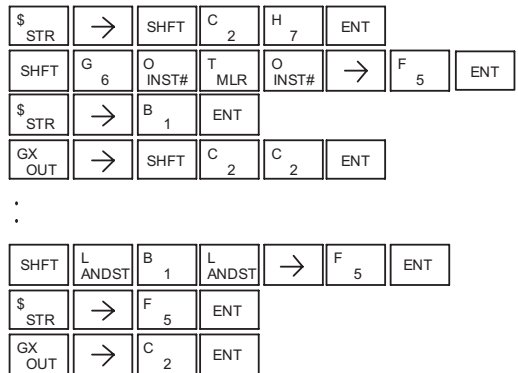 $ STR → SHFT C 2 H 7 ENT
SHFT G 6 O INST# T MLR O INST# → F 5 ENT
$ STR → B 1 ENT
GX OUT → SHFT C 2 C 2 ENT
:
SHFT L ANDST B 1 L ANDST → F 5 ENT
$ STR → F 5 ENT
GX OUT → C 2 ENT